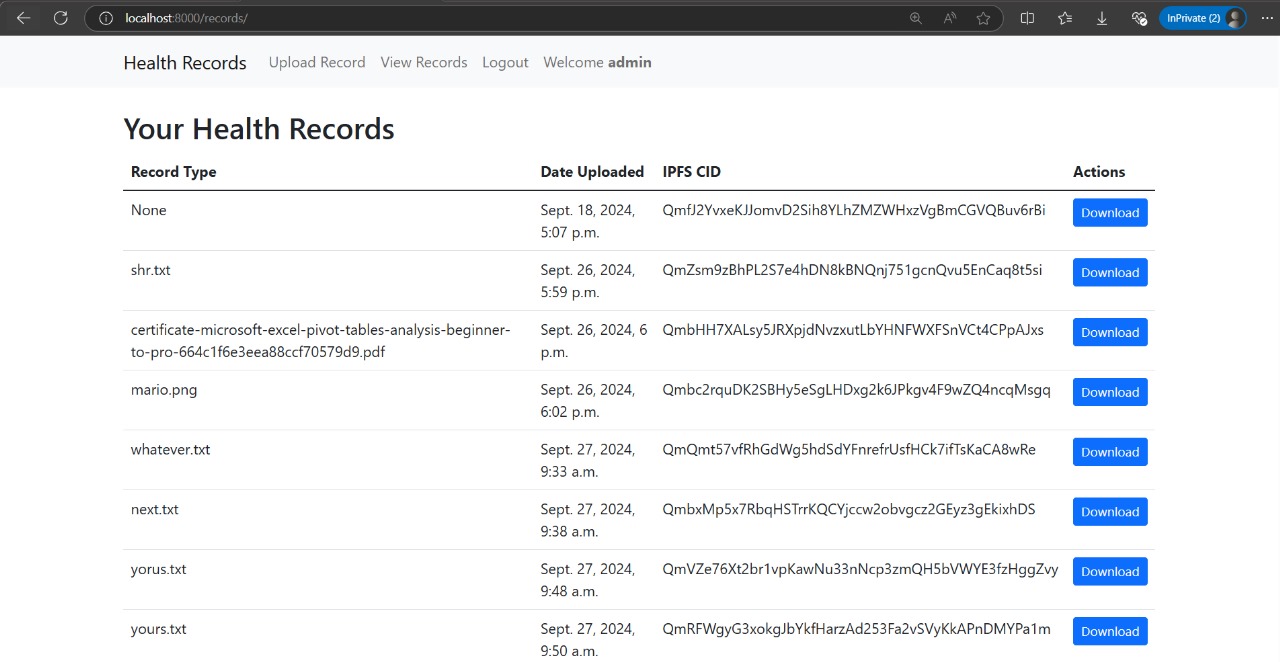 localhost:8000/records/
InPrivate (2)
Health Records Upload Record View Records Logout Welcome admin
Your Health Records
Record Type Date Uploaded IPFS CID Actions
None Sept. 18, 2024, QmfJ2YvxeKJJomvD2Sih8YLhZMZWHxzVgBmCGVQBuv6rBi Download
5:07 p.m.
shr.txt Sept. 26, 2024, QmZsm9zBhPL2S7e4hDN8kBNQnj751gcnQvu5EnCaq8t5si Download
5:59 p.m.
certificate-microsoft-excel-pivot-tables-analysis-beginner- Sept. 26, 2024, 6 QmbHH7XALsy5JRXpjdNvzxutLbYHNFWXFSnVCt4CPpAJxs Download
to-pro-664c1f6e3eea88ccf70579d9.pdf p.m.
mario.png Sept. 26, 2024, Qmbc2rquDK2SBHy5eSgLHDxg2k6JPkgv4F9wZQ4ncqMsgq Download
6:02 p.m.
whatever.txt Sept. 27, 2024, QmQmt57vfRhGdWg5hdSdYFnrefrUsfHCk7ifTsKaCA8wRe Download
9:33 a.m.
next.txt Sept. 27, 2024, QmbxMp5x7RbqHSTrrKQCYjccw2obvgcz2GEyz3gEkixhDS Download
9:38 a.m.
yorus.txt Sept. 27, 2024, QmVZe76Xt2br1vpKawNu33nNcp3zmQH5bVWYE3fzHggZvy Download
9:48 a.m.
yours.txt Sept. 27, 2024, QmRFWgyG3xokgJbYkfHarzAd253Fa2vSVyKkAPnDMYPa1m Download
9:50 a.m.